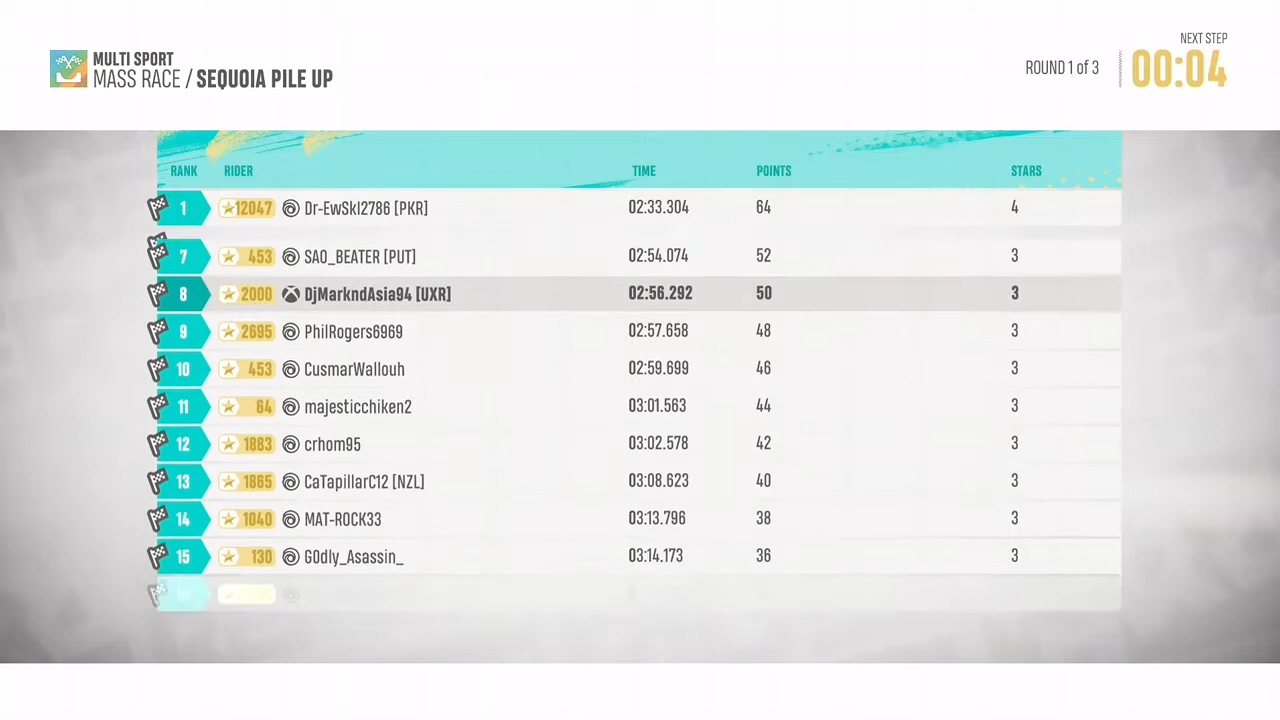 MULTI SPORT
MASS RACE / SEQUOIA PILE UP
ROUND 1 of 3
NEXT STEP
00:04
RANK RIDER TIME POINTS STARS
1 12047 Dr-EwSkI2786 [PKR] 02:33.304 64 4
7 453 SAO_BEATER [PUT] 02:54.074 52 3
8 2000 DjMarkndAsia94 [UXR] 02:56.292 50 3
9 2695 PhilRogers6969 02:57.658 48 3
10 453 CusmarWallouh 02:59.699 46 3
11 64 majesticchiken2 03:01.563 44 3
12 1883 crhom95 03:02.578 42 3
13 1865 CaTapillarC12 [NZL] 03:08.623 40 3
14 1040 MAT-ROCK33 03:13.796 38 3
15 130 G0dly_Asassin_ 03:14.173 36 3